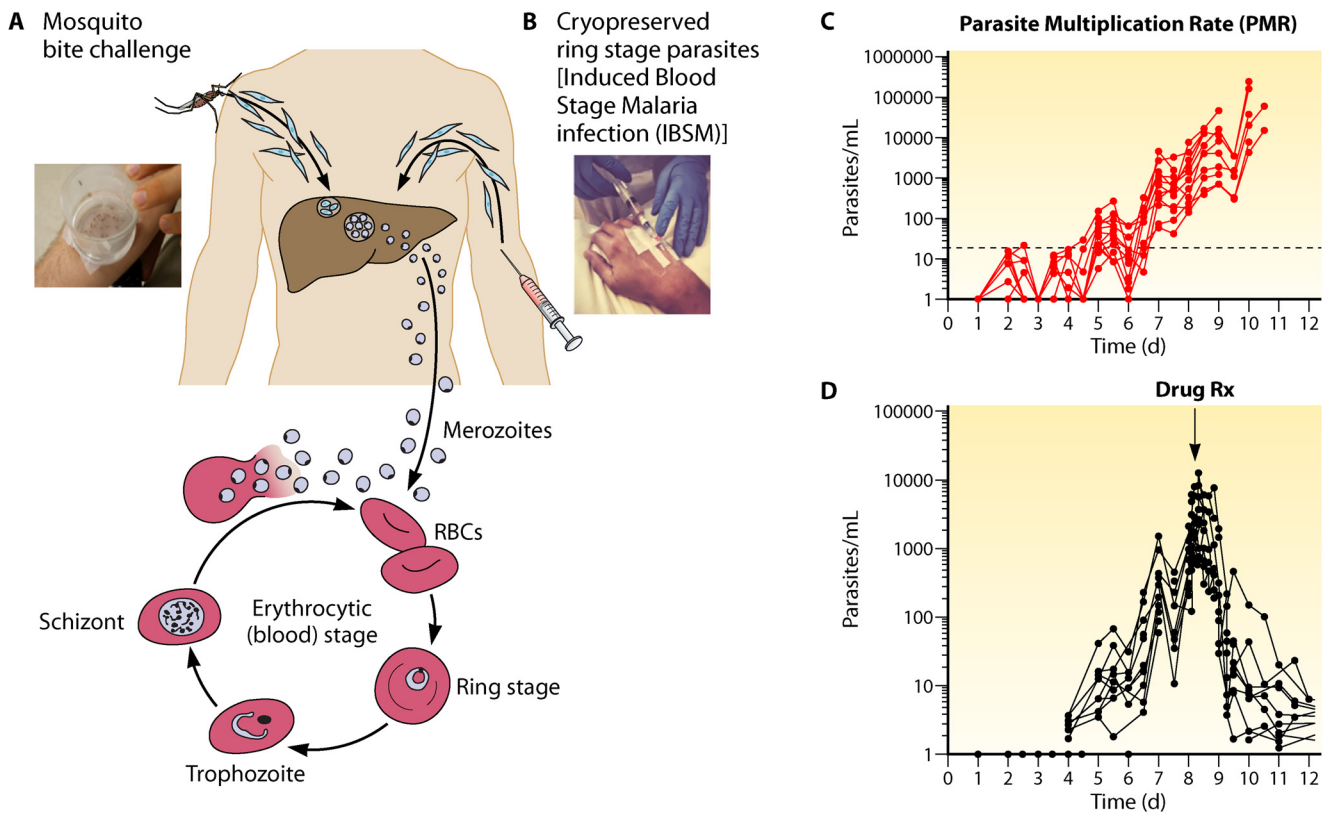 A
Mosquito
bite challenge
B
Cryopreserved
ring stage parasites
[Induced Blood
Stage Malaria
infection (IBSM)]
Merozoites
RBCs
Erythrocytic
(blood) stage
Schizont
Ring stage
Trophozoite
C
Parasite Multiplication Rate (PMR)
Parasites/mL
1000000
100000
10000
1000
100
10
1
0 1 2 3 4 5 6 7 8 9 10 11 12
Time (d)
D
Drug Rx
Parasites/mL
100000
10000
1000
100
10
1
0 1 2 3 4 5 6 7 8 9 10 11 12
Time (d)